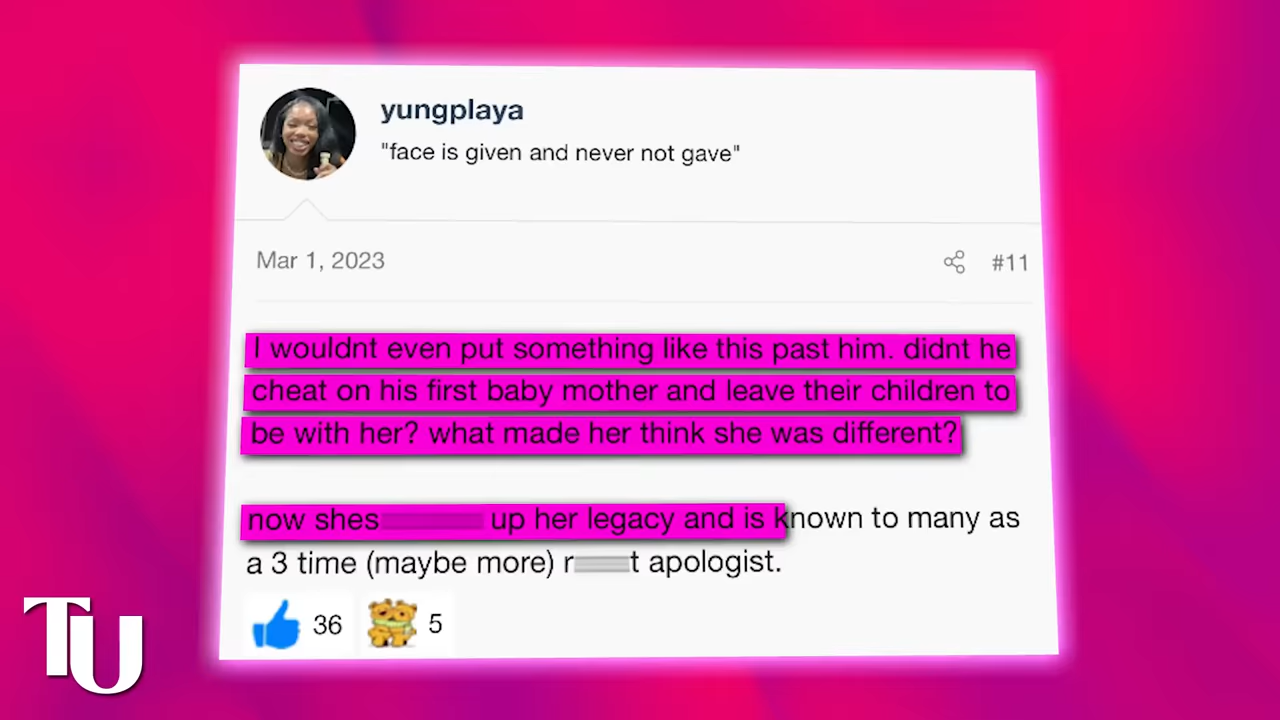 yungplaya
"face is given and never not gave"
Mar 1, 2023
#11
I wouldnt even put something like this past him. didnt he
cheat on his first baby mother and leave their children to
be with her? what made her think she was different?
now shes up her legacy and is known to many as
a 3 time (maybe more) r t apologist.
36
5
TU